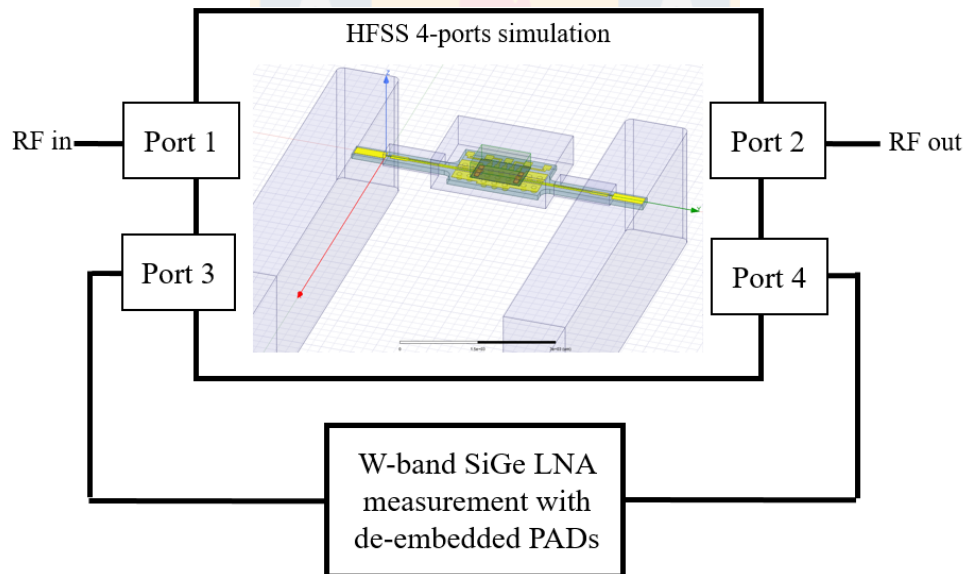 HFSS 4-ports simulation
RF in
Port 1
Port 2
RF out
Port 3
Port 4
W-band SiGe LNA
measurement with
de-embedded PADs